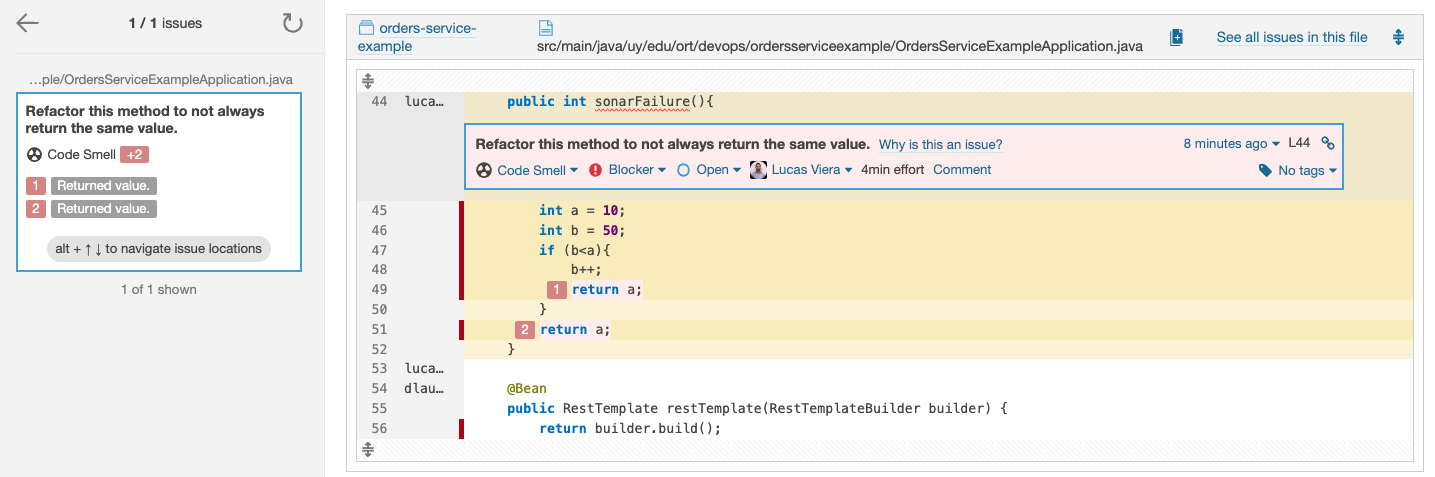 1 / 1 issues
…ple/OrdersServiceExampleApplication.java
Refactor this method to not always
return the same value.
Code Smell +2
1 Returned value.
2 Returned value.
alt + ↑ ↓ to navigate issue locations
1 of 1 shown
orders-service-
example
src/main/java/uy/edu/ort/devops/ordersserviceexample/OrdersServiceExampleApplication.java
See all issues in this file
44 luca… public int sonarFailure(){
Refactor this method to not always return the same value. Why is this an issue? 8 minutes ago L44
Code Smell Blocker Open Lucas Viera 4min effort Comment No tags
45 int a = 10;
46 int b = 50;
47 if (b<a){
48 b++;
49 1 return a;
50 }
51 2 return a;
52 }
53 luca…
54 dlau… @Bean
55 public RestTemplate restTemplate(RestTemplateBuilder builder) {
56 return builder.build();